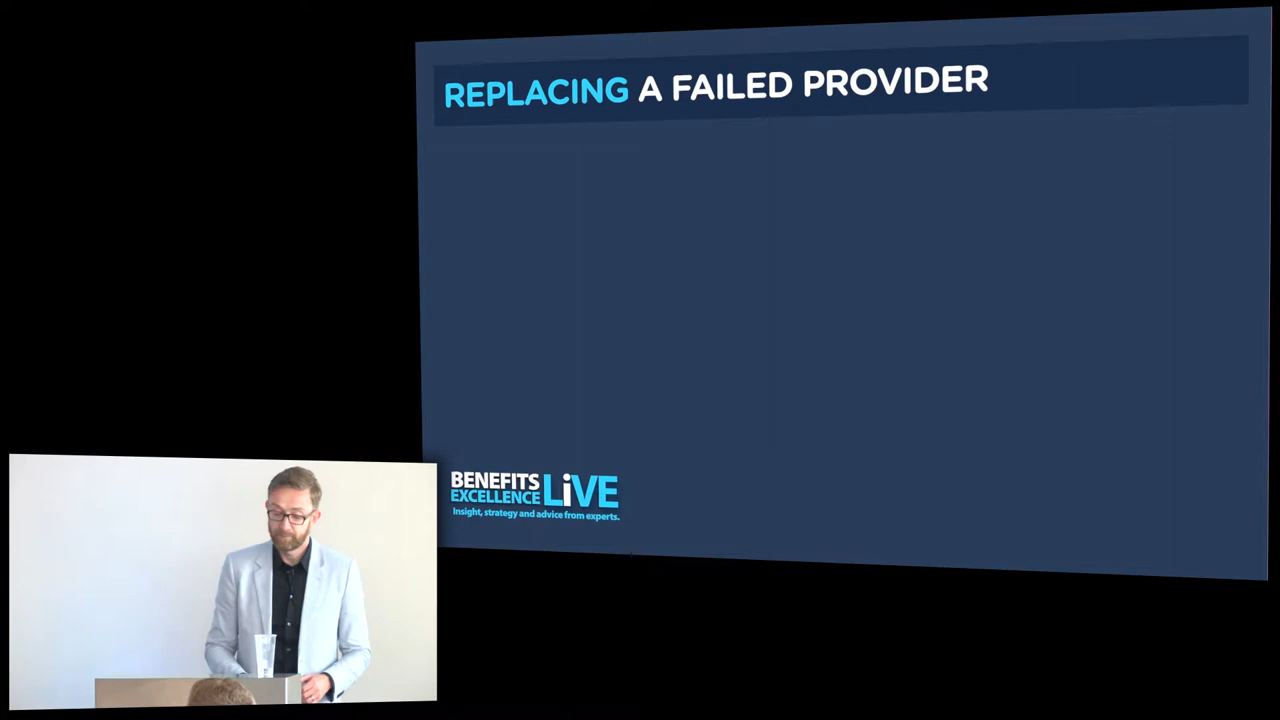 REPLACING A FAILED PROVIDER
BENEFITS
EXCELLENCE LiVE
Insight, strategy and advice from experts.